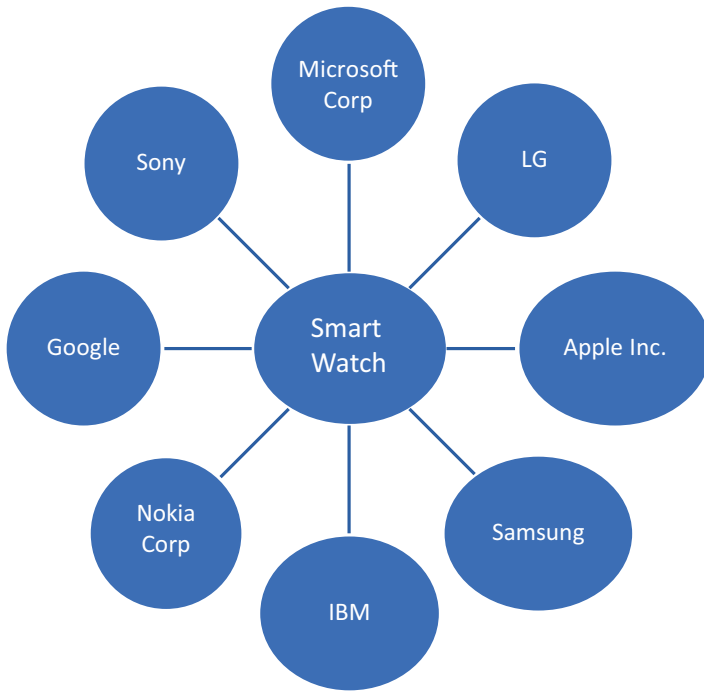 Microsoft
Corp
Sony
LG
Smart
Watch
Google
Apple Inc.
Nokia
Corp
Samsung
IBM